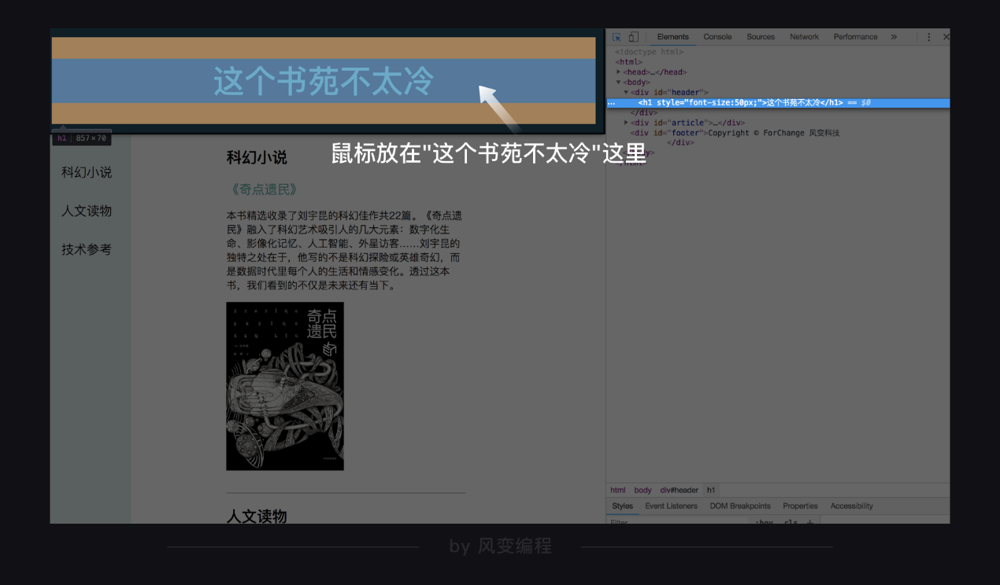 这个书苑不太冷
h1 | 857×70
鼠标放在"这个书苑不太冷"这里
科幻小说
人文读物
技术参考
科幻小说
《奇点遗民》
本书精选收录了刘宇昆的科幻佳作共22篇。《奇点遗
民》融入了科幻艺术吸引人的几大元素：数字化生
命、影像化记忆、人工智能、外星访客……刘宇昆的
独特之处在于，他写的不是科幻探险或英雄奇幻，而
是数据时代里每个人的生活和情感变化。透过这本
书，我们看到的不仅是未来还有当下。
奇点
遗民
人文读物
Elements Console Sources Network Performance »
<!doctype html>
<html>
<head>…</head>
<body>
<div id="header">
… <h1 style="font-size:50px;">这个书苑不太冷</h1> == $0
</div>
<div id="article">…</div>
<div id="footer">Copyright © ForChange 风变科技
</div>
html body div#header h1
Styles Event Listeners DOM Breakpoints Properties Accessibility
Filter :hov .cls +
by 风变编程